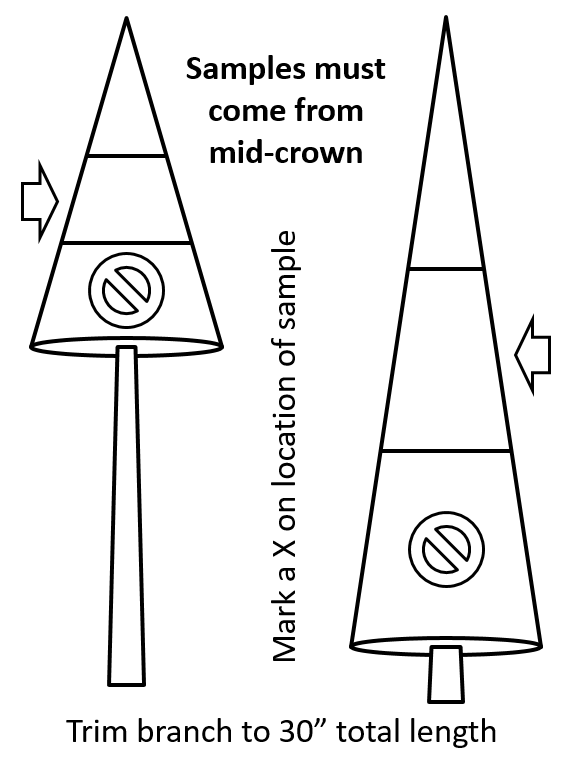 Samples must
come from
mid-crown
Mark a X on location of sample
Trim branch to 30” total length